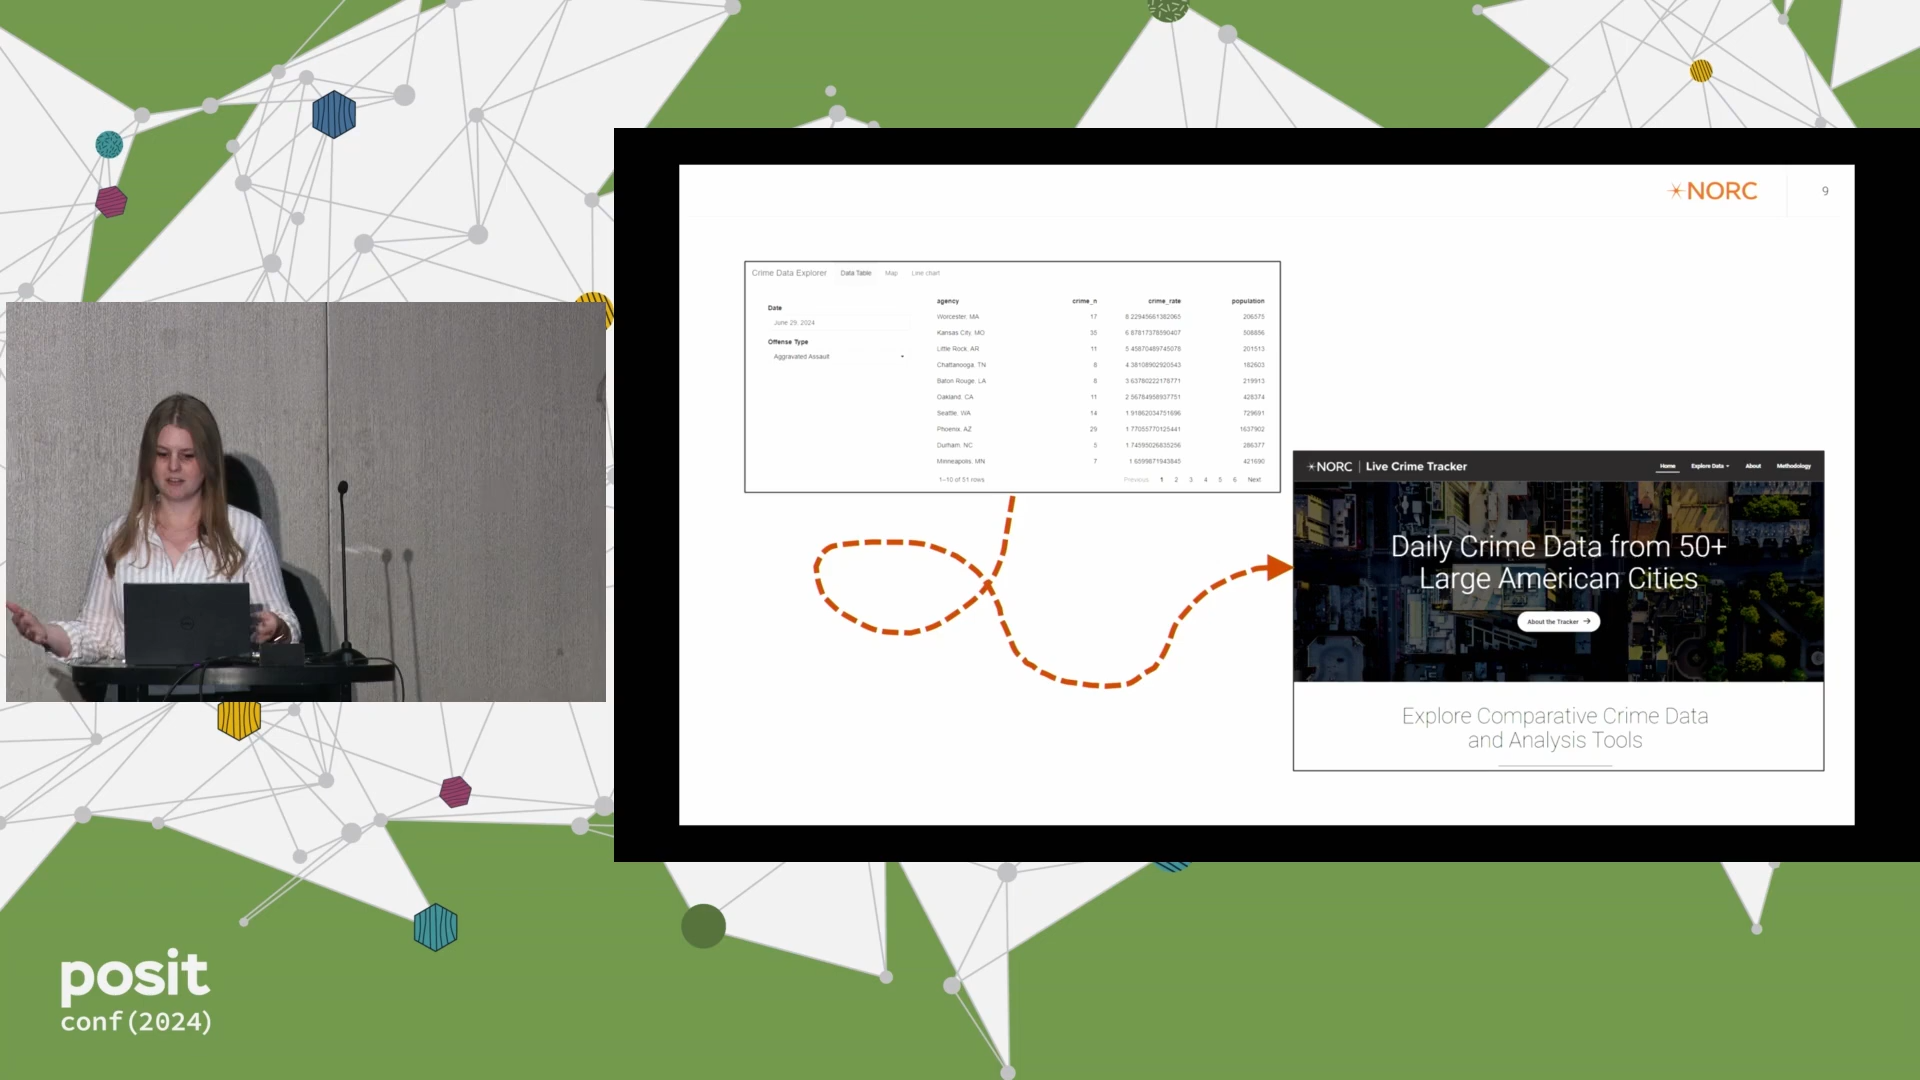 NORC
9
Crime Data Explorer Data Table Map Line chart
Date
June 29, 2024
Offense Type
Aggravated Assault
agency crime_n crime_rate population
Worcester, MA 17 8.22945661382065 206575
Kansas City, MO 35 6.87817378590407 508856
Little Rock, AR 11 5.45870489745078 201513
Chattanooga, TN 8 4.38108902920543 182603
Baton Rouge, LA 8 3.63780222178771 219913
Oakland, CA 11 2.56784958937751 428374
Seattle, WA 14 1.91862034751696 729691
Phoenix, AZ 29 1.77055770125441 1637902
Durham, NC 5 1.74595026835256 286377
Minneapolis, MN 7 1.6599871943845 421690
1–10 of 51 rows Previous 1 2 3 4 5 6 Next
NORC | Live Crime Tracker Home Explore Data About Methodology
Daily Crime Data from 50+
Large American Cities
About the Tracker →
Explore Comparative Crime Data
and Analysis Tools
DELL
posit
conf(2024)